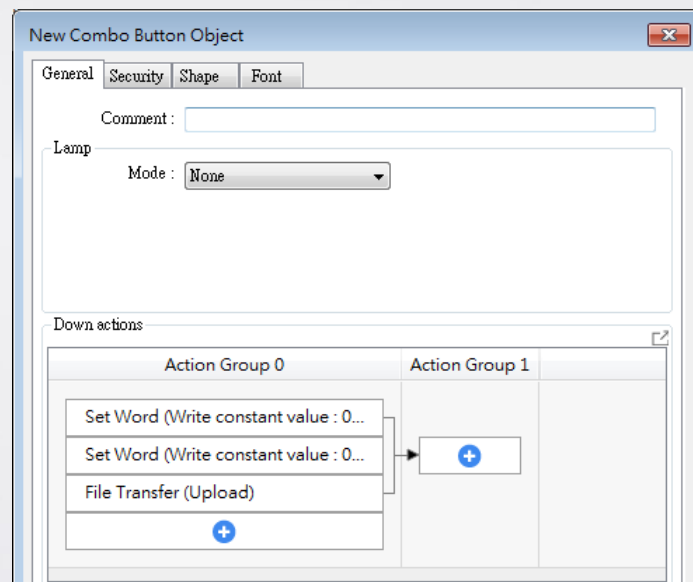 New Combo Button Object
General Security Shape Font
Comment :
Lamp
Mode : None
Down actions
Action Group 0 Action Group 1
Set Word (Write constant value : 0...
Set Word (Write constant value : 0...
File Transfer (Upload)